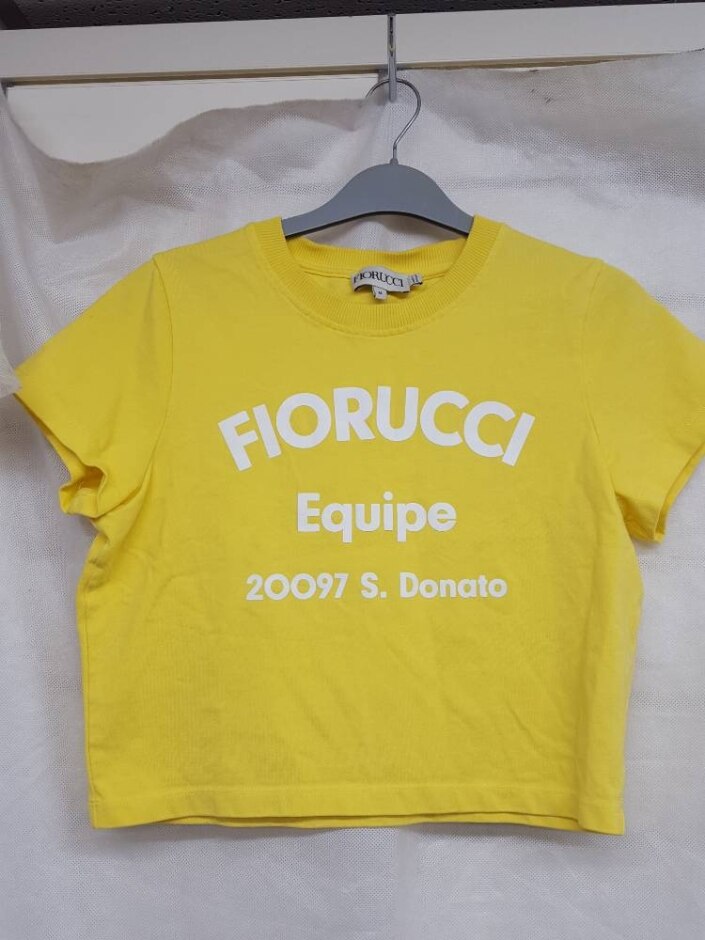 FIORUCCI
FIORUCCI
Equipe
20097 S. Donato